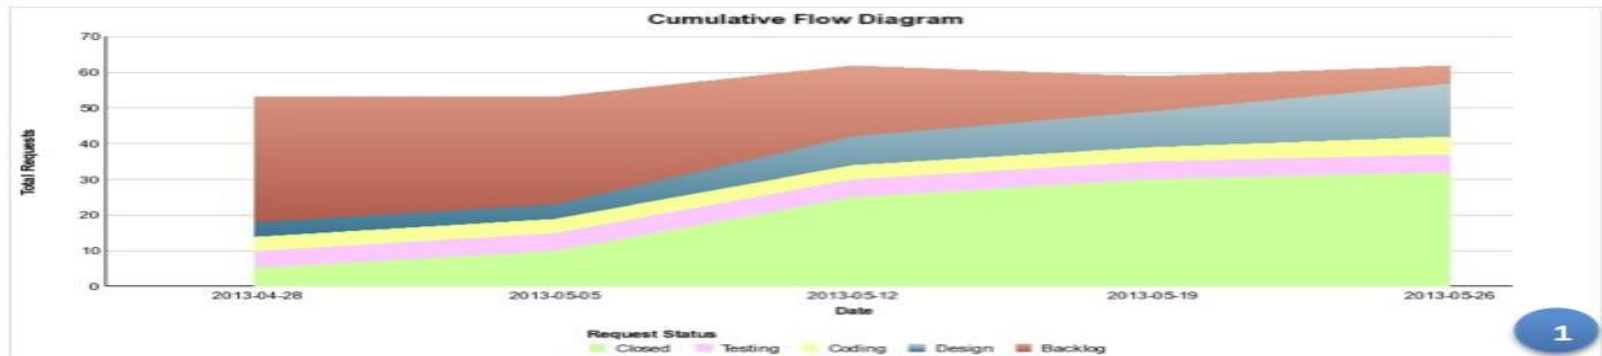 Cumulative Flow Diagram
70
60
50
40
30
20
10
0
Total Requests
2013-04-28 2013-05-05 2013-05-12 2013-05-19 2013-05-26
Date
Request Status
Closed Testing Coding Design Backlog
1